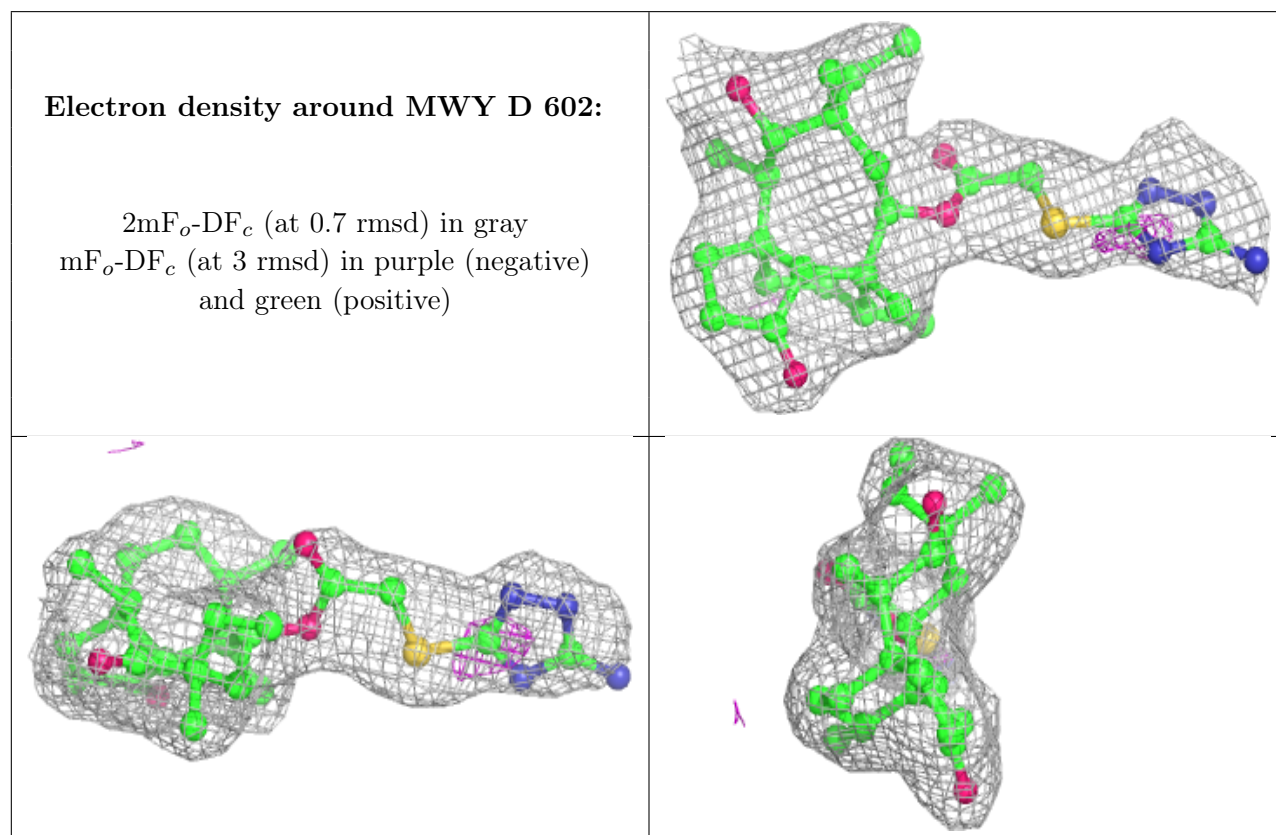 Electron density around MWY D 602:
2mFo-DFc (at 0.7 rmsd) in gray
mFo-DFc (at 3 rmsd) in purple (negative)
and green (positive)